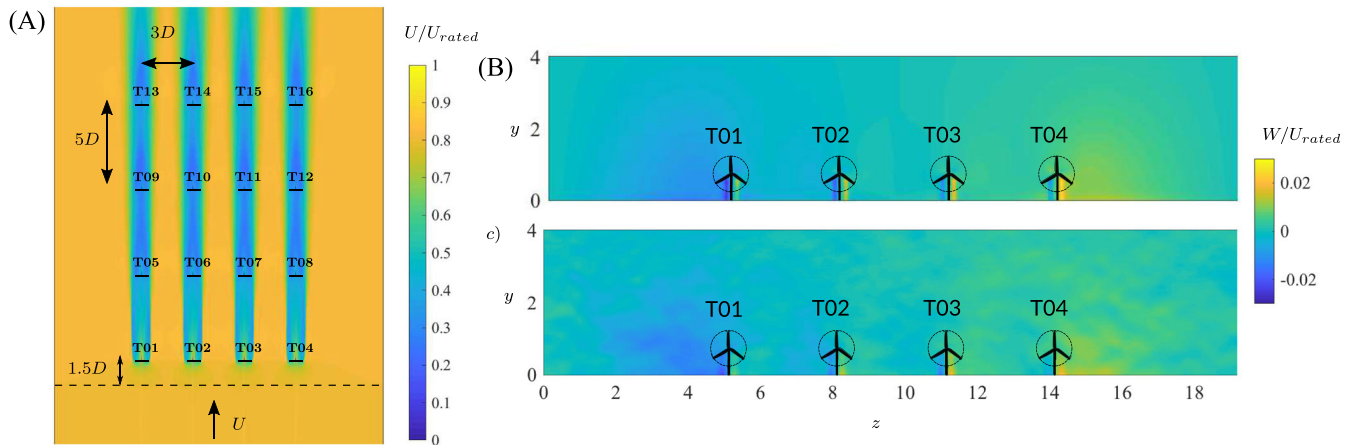 (A)
3D
U/U_rated
T13 T14 T15 T16
5D
T09 T10 T11 T12
T05 T06 T07 T08
T01 T02 T03 T04
1.5D
U
1
0.9
0.8
0.7
0.6
0.5
0.4
0.3
0.2
0.1
0
(B)
4
y 2
0
T01 T02 T03 T04
c)
4
y 2
0
T01 T02 T03 T04
0 2 4 6 8 10 12 14 16 18
z
W/U_rated
0.02
0
-0.02